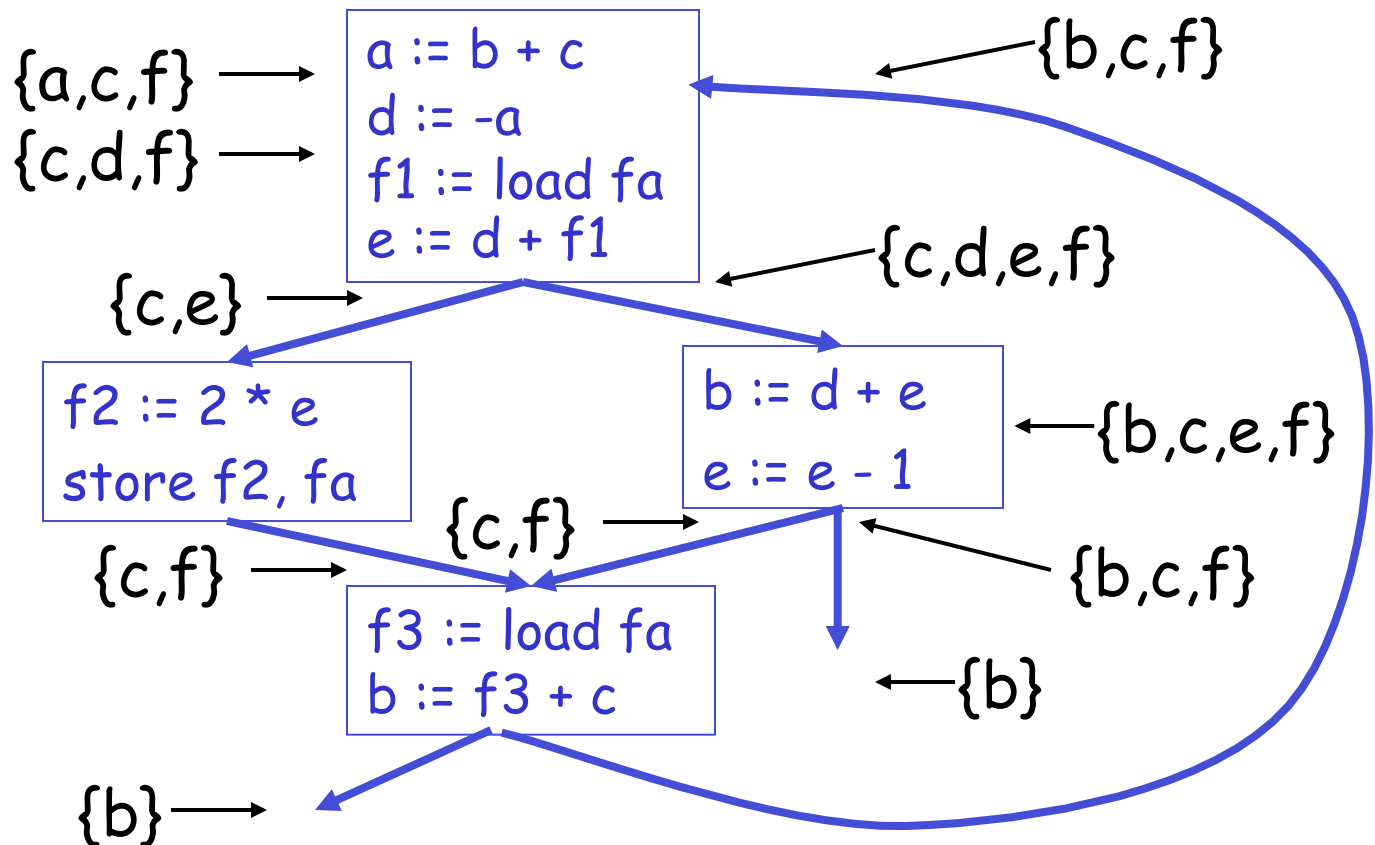 a := b + c
{b,c,f}
{a,c,f}
d := -a
{c,d,f}
f1 := load fa
e := d + f1
{c,d,e,f}
{c,e}
f2 := 2 * e
store f2, fa
b := d + e
e := e - 1
{b,c,e,f}
{c,f}
{c,f}
{b,c,f}
f3 := load fa
b := f3 + c
{b}
{b}